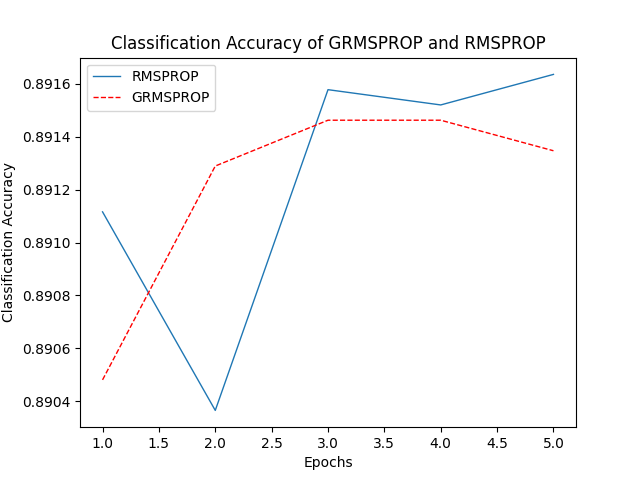 Classification Accuracy of GRMSPROP and RMSPROP
RMSPROP
GRMSPROP
Classification Accuracy
0.8916
0.8914
0.8912
0.8910
0.8908
0.8906
0.8904
1.0 1.5 2.0 2.5 3.0 3.5 4.0 4.5 5.0
Epochs